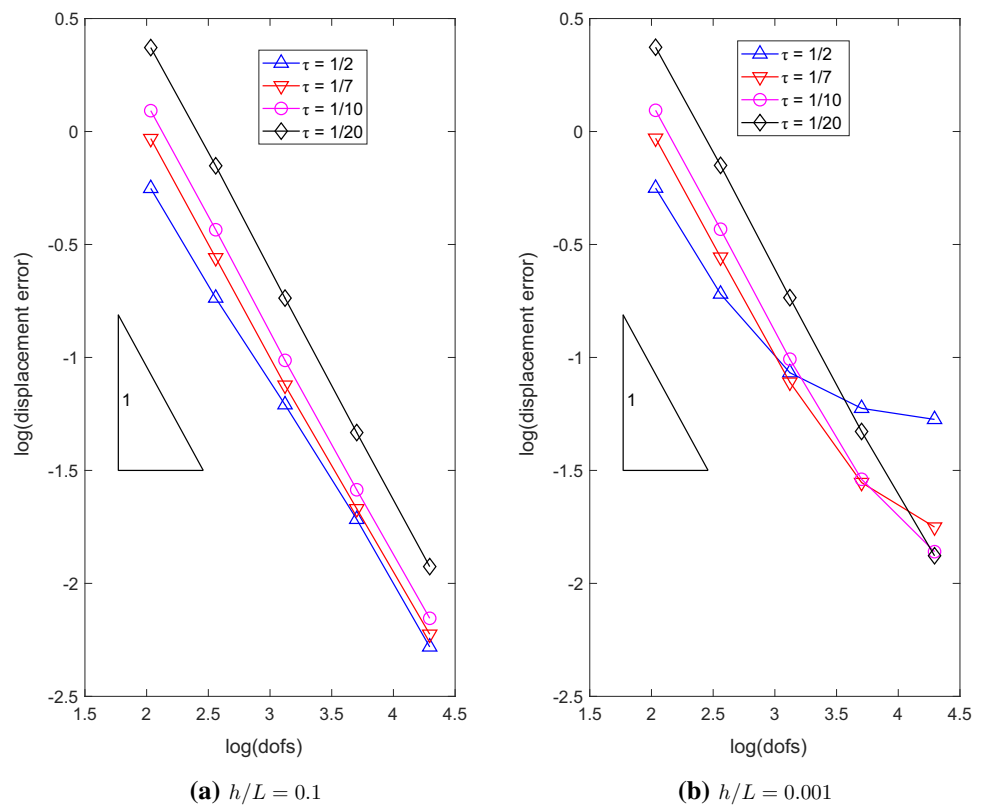 0.5
0
-0.5
-1
-1.5
-2
-2.5
1.5 2 2.5 3 3.5 4 4.5
log(displacement error)
log(dofs)
τ = 1/2
τ = 1/7
τ = 1/10
τ = 1/20
1
(a) h/L = 0.1
0.5
0
-0.5
-1
-1.5
-2
-2.5
1.5 2 2.5 3 3.5 4 4.5
log(displacement error)
log(dofs)
τ = 1/2
τ = 1/7
τ = 1/10
τ = 1/20
1
(b) h/L = 0.001